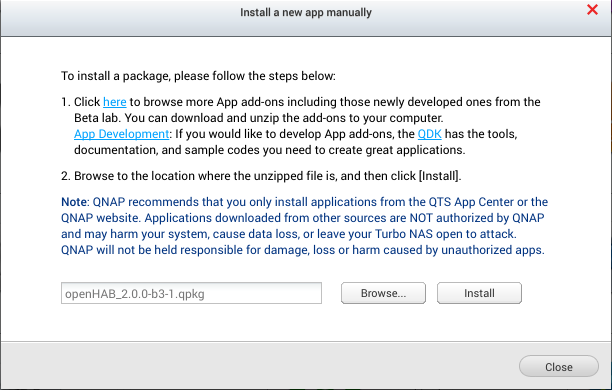 Install a new app manually
To install a package, please follow the steps below:
1. Click here to browse more App add-ons including those newly developed ones from the
Beta lab. You can download and unzip the add-ons to your computer.
App Development: If you would like to develop App add-ons, the QDK has the tools,
documentation, and sample codes you need to create great applications.
2. Browse to the location where the unzipped file is, and then click [Install].
Note: QNAP recommends that you only install applications from the QTS App Center or the
QNAP website. Applications downloaded from other sources are NOT authorized by QNAP
and may harm your system, cause data loss, or leave your Turbo NAS open to attack.
QNAP will not be held responsible for damage, loss or harm caused by unauthorized apps.
openHAB_2.0.0-b3-1.qpkg Browse... Install
Close